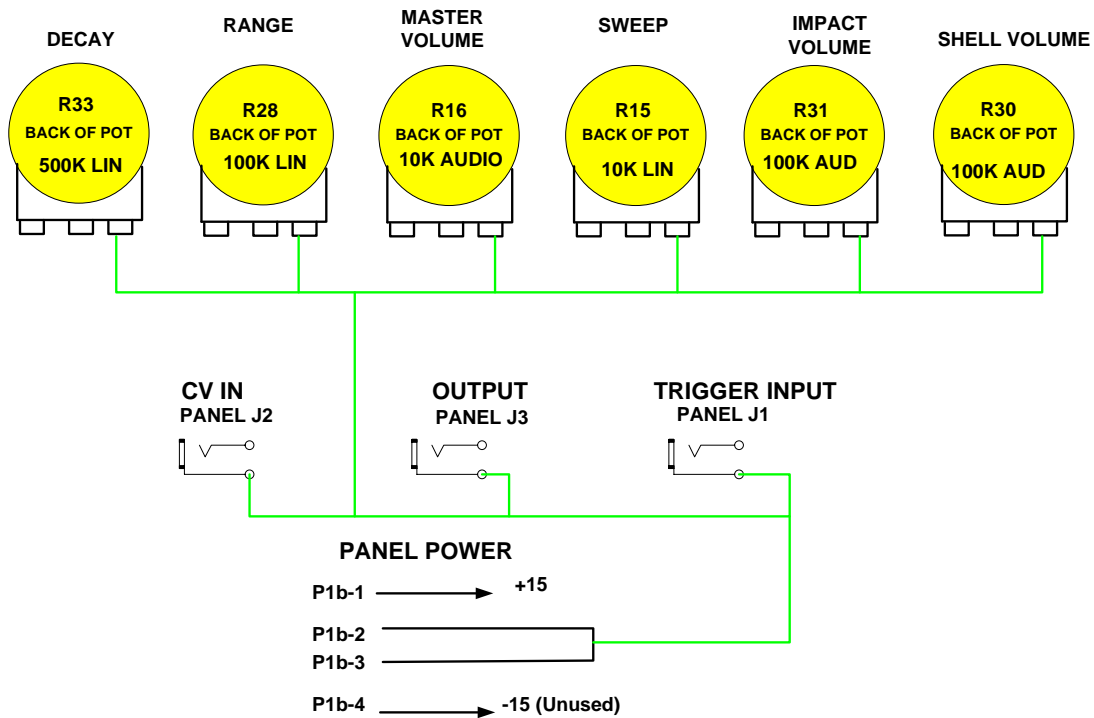 DECAY
RANGE
MASTER
VOLUME
SWEEP
IMPACT
VOLUME
SHELL VOLUME
R33
BACK OF POT
500K LIN
R28
BACK OF POT
100K LIN
R16
BACK OF POT
10K AUDIO
R15
BACK OF POT
10K LIN
R31
BACK OF POT
100K AUD
R30
BACK OF POT
100K AUD
CV IN
PANEL J2
OUTPUT
PANEL J3
TRIGGER INPUT
PANEL J1
PANEL POWER
P1b-1 +15
P1b-2
P1b-3
P1b-4 -15 (Unused)